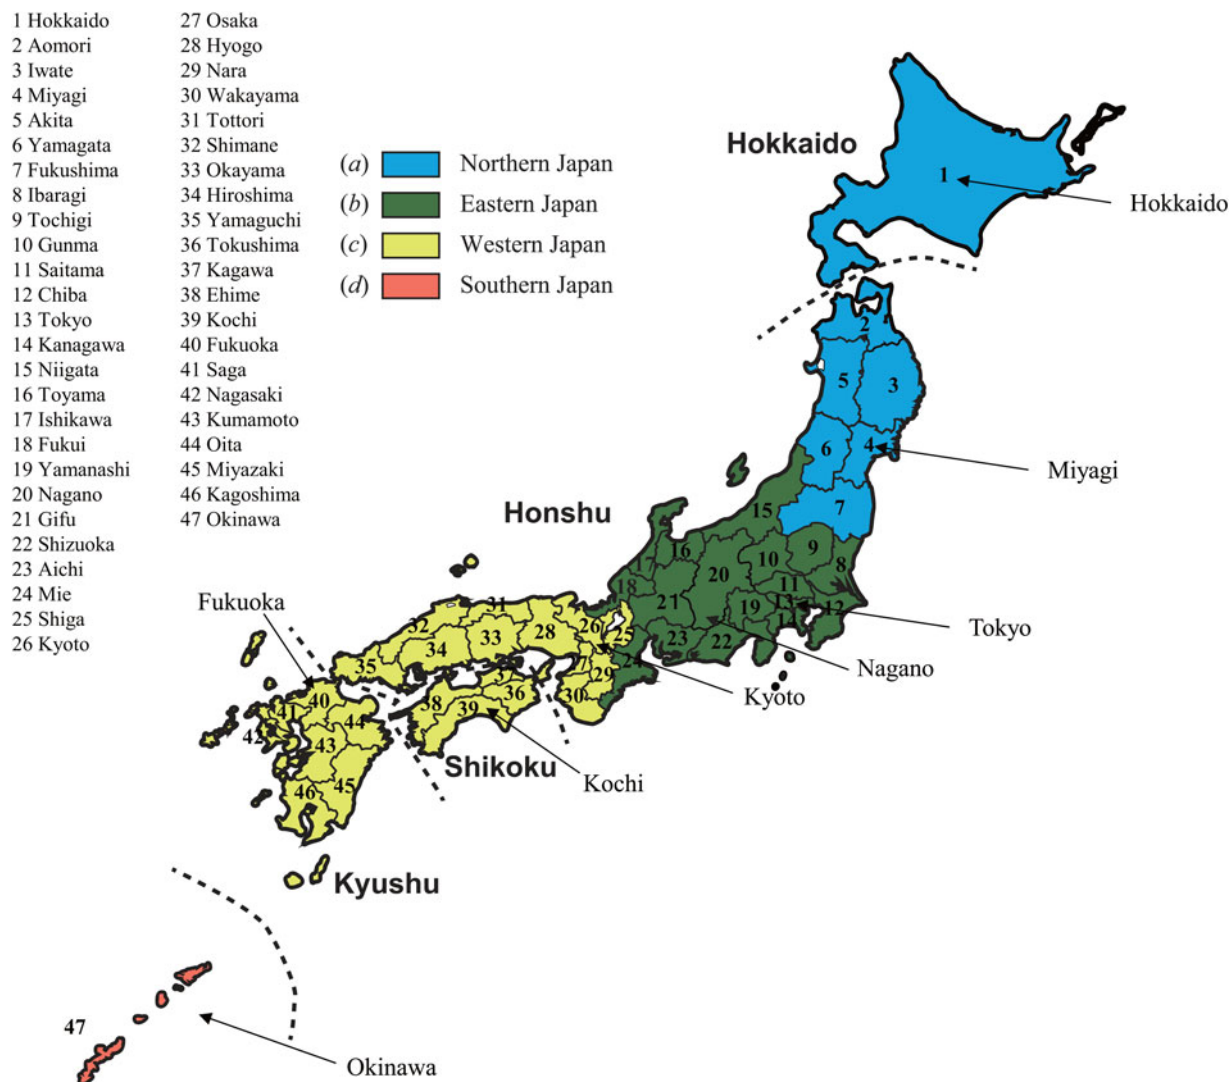 1 Hokkaido
2 Aomori
3 Iwate
4 Miyagi
5 Akita
6 Yamagata
7 Fukushima
8 Ibaragi
9 Tochigi
10 Gunma
11 Saitama
12 Chiba
13 Tokyo
14 Kanagawa
15 Niigata
16 Toyama
17 Ishikawa
18 Fukui
19 Yamanashi
20 Nagano
21 Gifu
22 Shizuoka
23 Aichi
24 Mie
25 Shiga
26 Kyoto
27 Osaka
28 Hyogo
29 Nara
30 Wakayama
31 Tottori
32 Shimane
33 Okayama
34 Hiroshima
35 Yamaguchi
36 Tokushima
37 Kagawa
38 Ehime
39 Kochi
40 Fukuoka
41 Saga
42 Nagasaki
43 Kumamoto
44 Oita
45 Miyazaki
46 Kagoshima
47 Okinawa
(a) Northern Japan
(b) Eastern Japan
(c) Western Japan
(d) Southern Japan
Hokkaido
1
Hokkaido
2
5
3
6
4
Miyagi
7
Honshu
15
16
17
18
20
10
9
8
11
13
12
14
19
21
22
23
24
Tokyo
Nagano
Kyoto
Fukuoka
31
32
33
28
26
25
34
35
7
29
30
37
36
38
39
Shikoku
Kochi
40
41
42
44
43
45
46
Kyushu
47
Okinawa